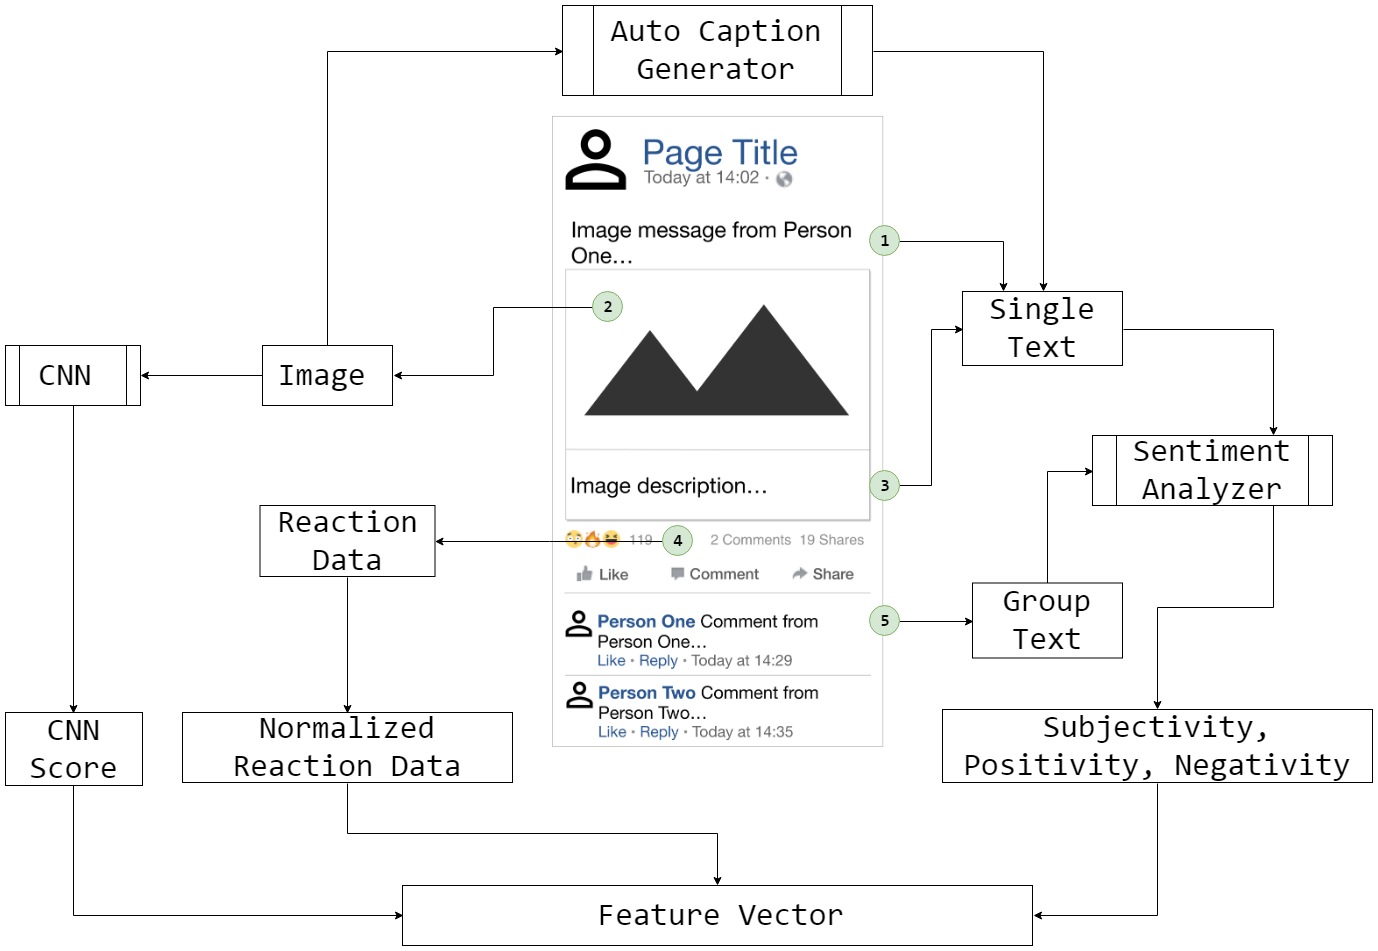 Auto Caption
Generator
Page Title
Today at 14:02 ·
Image message from Person
One...
1
2
Single
Text
CNN
Image
Sentiment
Analyzer
Image description...
3
Reaction
Data
119
4
2 Comments 19 Shares
Like
Comment
Share
Group
Text
5
Person One Comment from
Person One...
Like · Reply · Today at 14:29
Person Two Comment from
Person Two...
Like · Reply · Today at 14:35
CNN
Score
Normalized
Reaction Data
Subjectivity,
Positivity, Negativity
Feature Vector